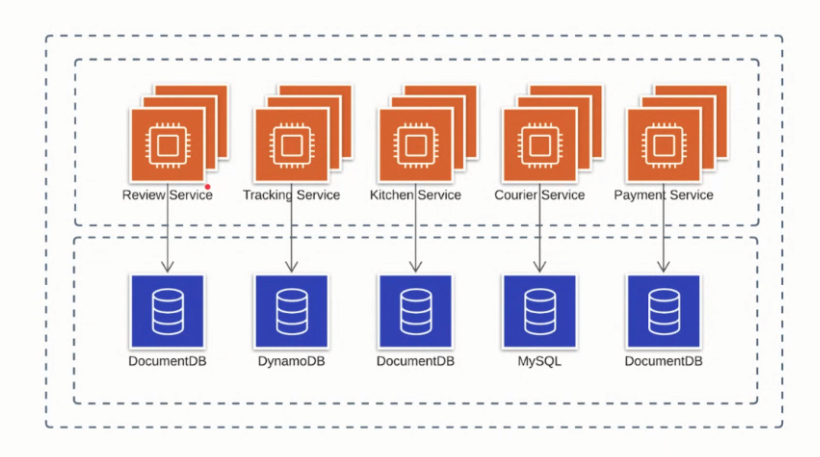 Review Service
Tracking Service
Kitchen Service
Courier Service
Payment Service
DocumentDB
DynamoDB
DocumentDB
MySQL
DocumentDB